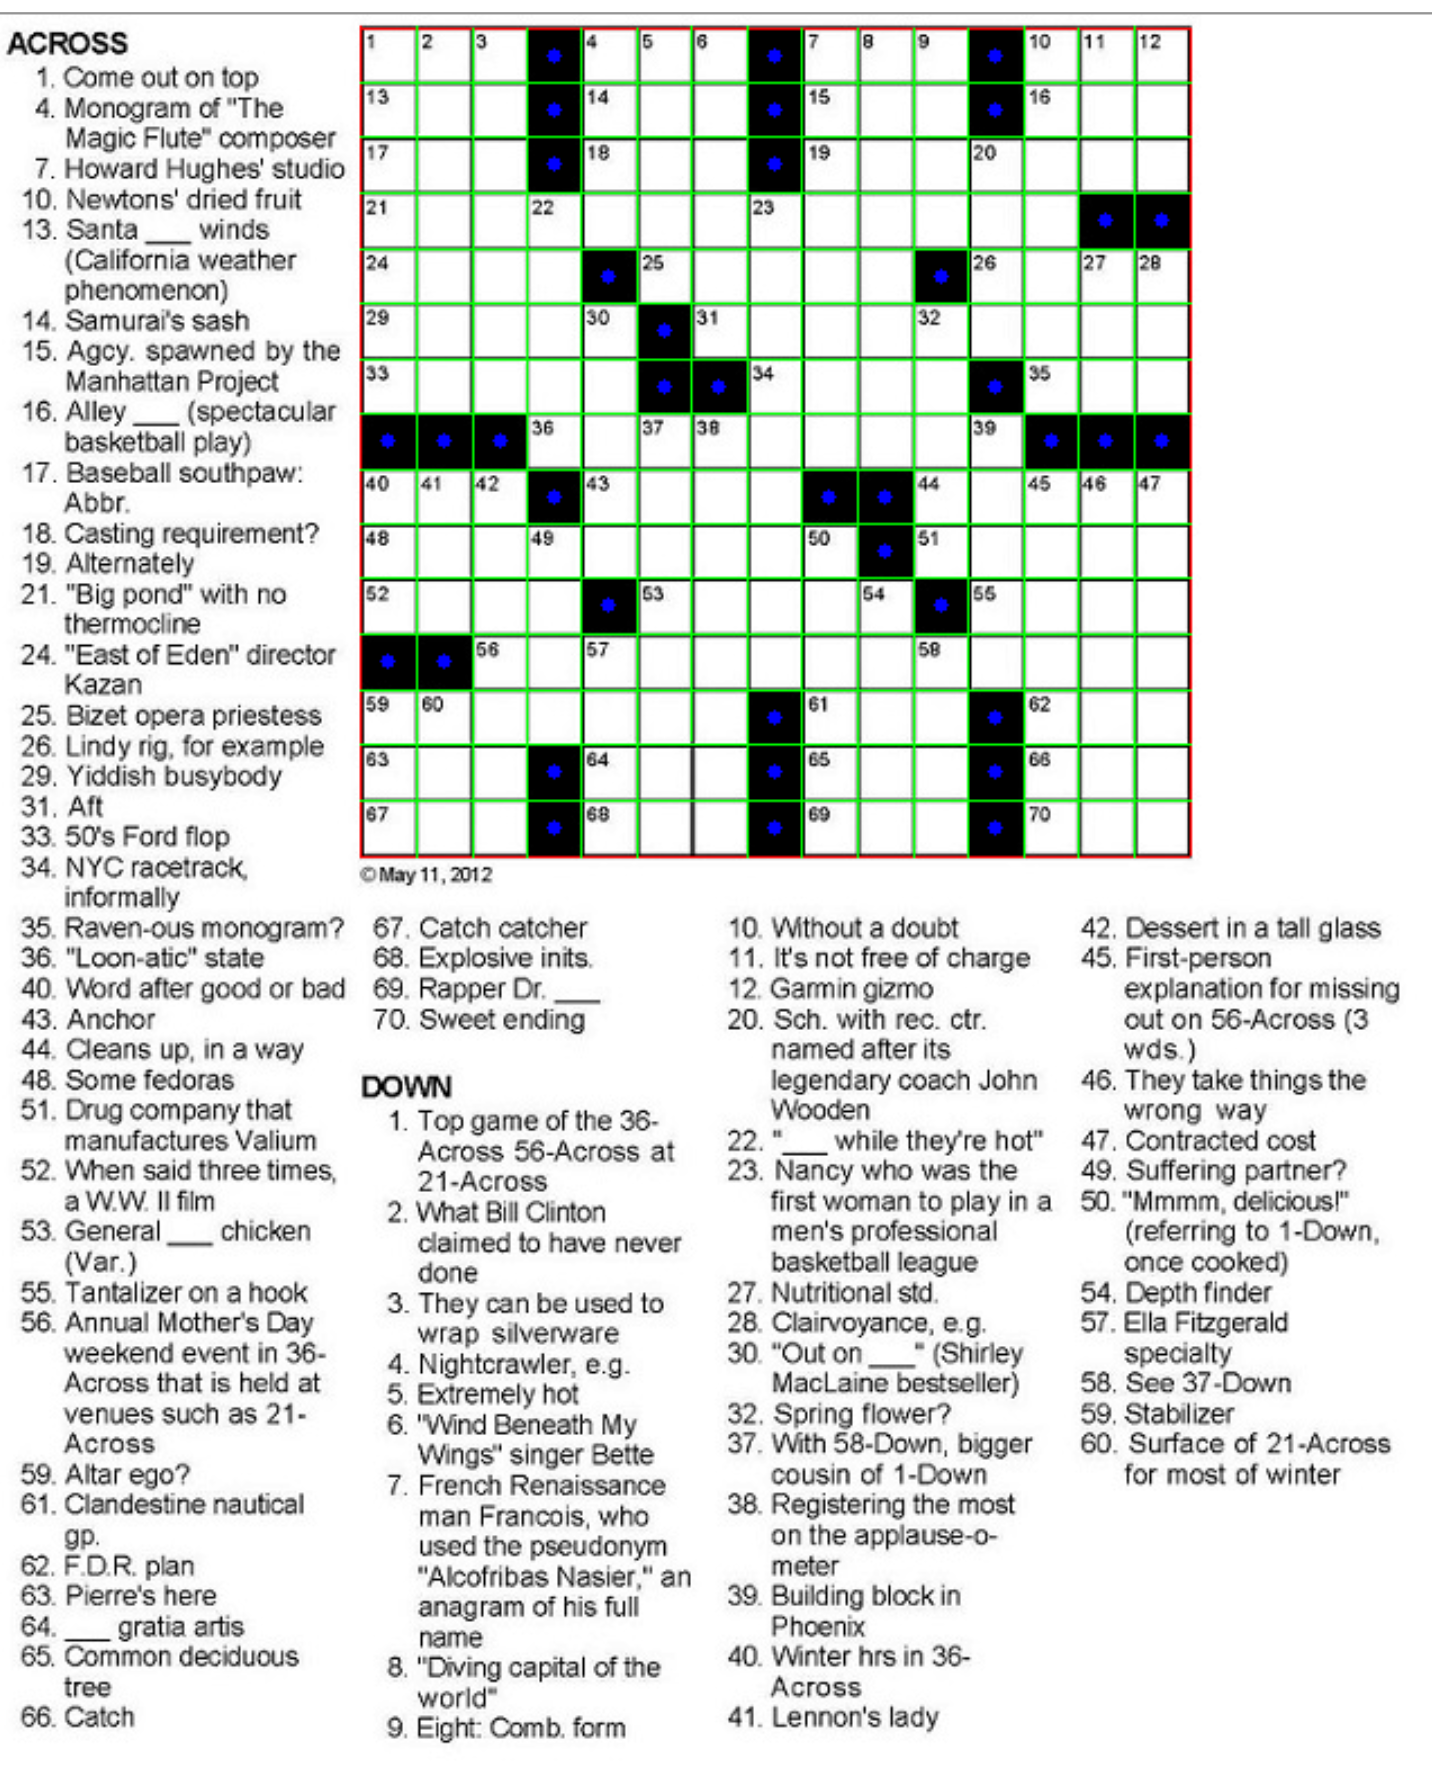 ACROSS
1. Come out on top
4. Monogram of "The
Magic Flute" composer
7. Howard Hughes' studio
10. Newtons' dried fruit
13. Santa ___ winds
(California weather
phenomenon)
14. Samurai's sash
15. Agcy. spawned by the
Manhattan Project
16. Alley ___ (spectacular
basketball play)
17. Baseball southpaw:
Abbr.
18. Casting requirement?
19. Alternately
21. "Big pond" with no
thermocline
24. "East of Eden" director
Kazan
25. Bizet opera priestess
26. Lindy rig, for example
29. Yiddish busybody
31. Aft
33. 50's Ford flop
34. NYC racetrack,
informally
35. Raven-ous monogram?
36. "Loon-atic" state
40. Word after good or bad
43. Anchor
44. Cleans up, in a way
48. Some fedoras
51. Drug company that
manufactures Valium
52. When said three times,
a W.W. II film
53. General ___ chicken
(Var.)
55. Tantalizer on a hook
56. Annual Mother's Day
weekend event in 36-
Across that is held at
venues such as 21-
Across
59. Altar ego?
61. Clandestine nautical
gp.
62. F.D.R. plan
63. Pierre's here
64. ___ gratia artis
65. Common deciduous
tree
66. Catch
1 2 3 4 5 6 7 8 9 10 11 12
13 14 15 16
17 18 19 20
21 22 23
24 25 26 27 28
29 30 31 32
33 34 35
36 37 38 39
40 41 42 43 44 45 46 47
48 49 50 51
52 53 54 55
56 57 58
59 60 61 62
63 64 65 66
67 68 69 70
© May 11, 2012
67. Catch catcher
68. Explosive inits.
69. Rapper Dr. ___
70. Sweet ending
DOWN
1. Top game of the 36-
Across 56-Across at
21-Across
2. What Bill Clinton
claimed to have never
done
3. They can be used to
wrap silverware
4. Nightcrawler, e.g.
5. Extremely hot
6. "Wind Beneath My
Wings" singer Bette
7. French Renaissance
man Francois, who
used the pseudonym
"Alcofribas Nasier," an
anagram of his full
name
8. "Diving capital of the
world"
9. Eight: Comb. form
10. Without a doubt
11. It's not free of charge
12. Garmin gizmo
20. Sch. with rec. ctr.
named after its
legendary coach John
Wooden
22. "___ while they're hot"
23. Nancy who was the
first woman to play in a
men's professional
basketball league
27. Nutritional std.
28. Clairvoyance, e.g.
30. "Out on ___" (Shirley
MacLaine bestseller)
32. Spring flower?
37. With 58-Down, bigger
cousin of 1-Down
38. Registering the most
on the applause-o-
meter
39. Building block in
Phoenix
40. Winter hrs in 36-
Across
41. Lennon's lady
42. Dessert in a tall glass
45. First-person
explanation for missing
out on 56-Across (3
wds.)
46. They take things the
wrong way
47. Contracted cost
49. Suffering partner?
50. "Mmmm, delicious!"
(referring to 1-Down,
once cooked)
54. Depth finder
57. Ella Fitzgerald
specialty
58. See 37-Down
59. Stabilizer
60. Surface of 21-Across
for most of winter